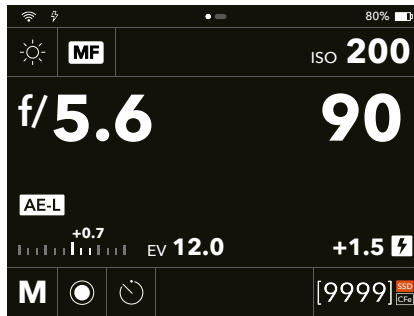 80%
MF ISO 200
f/5.6 90
AE-L
+0.7
EV 12.0 +1.5
M [9999] SSD
CFe